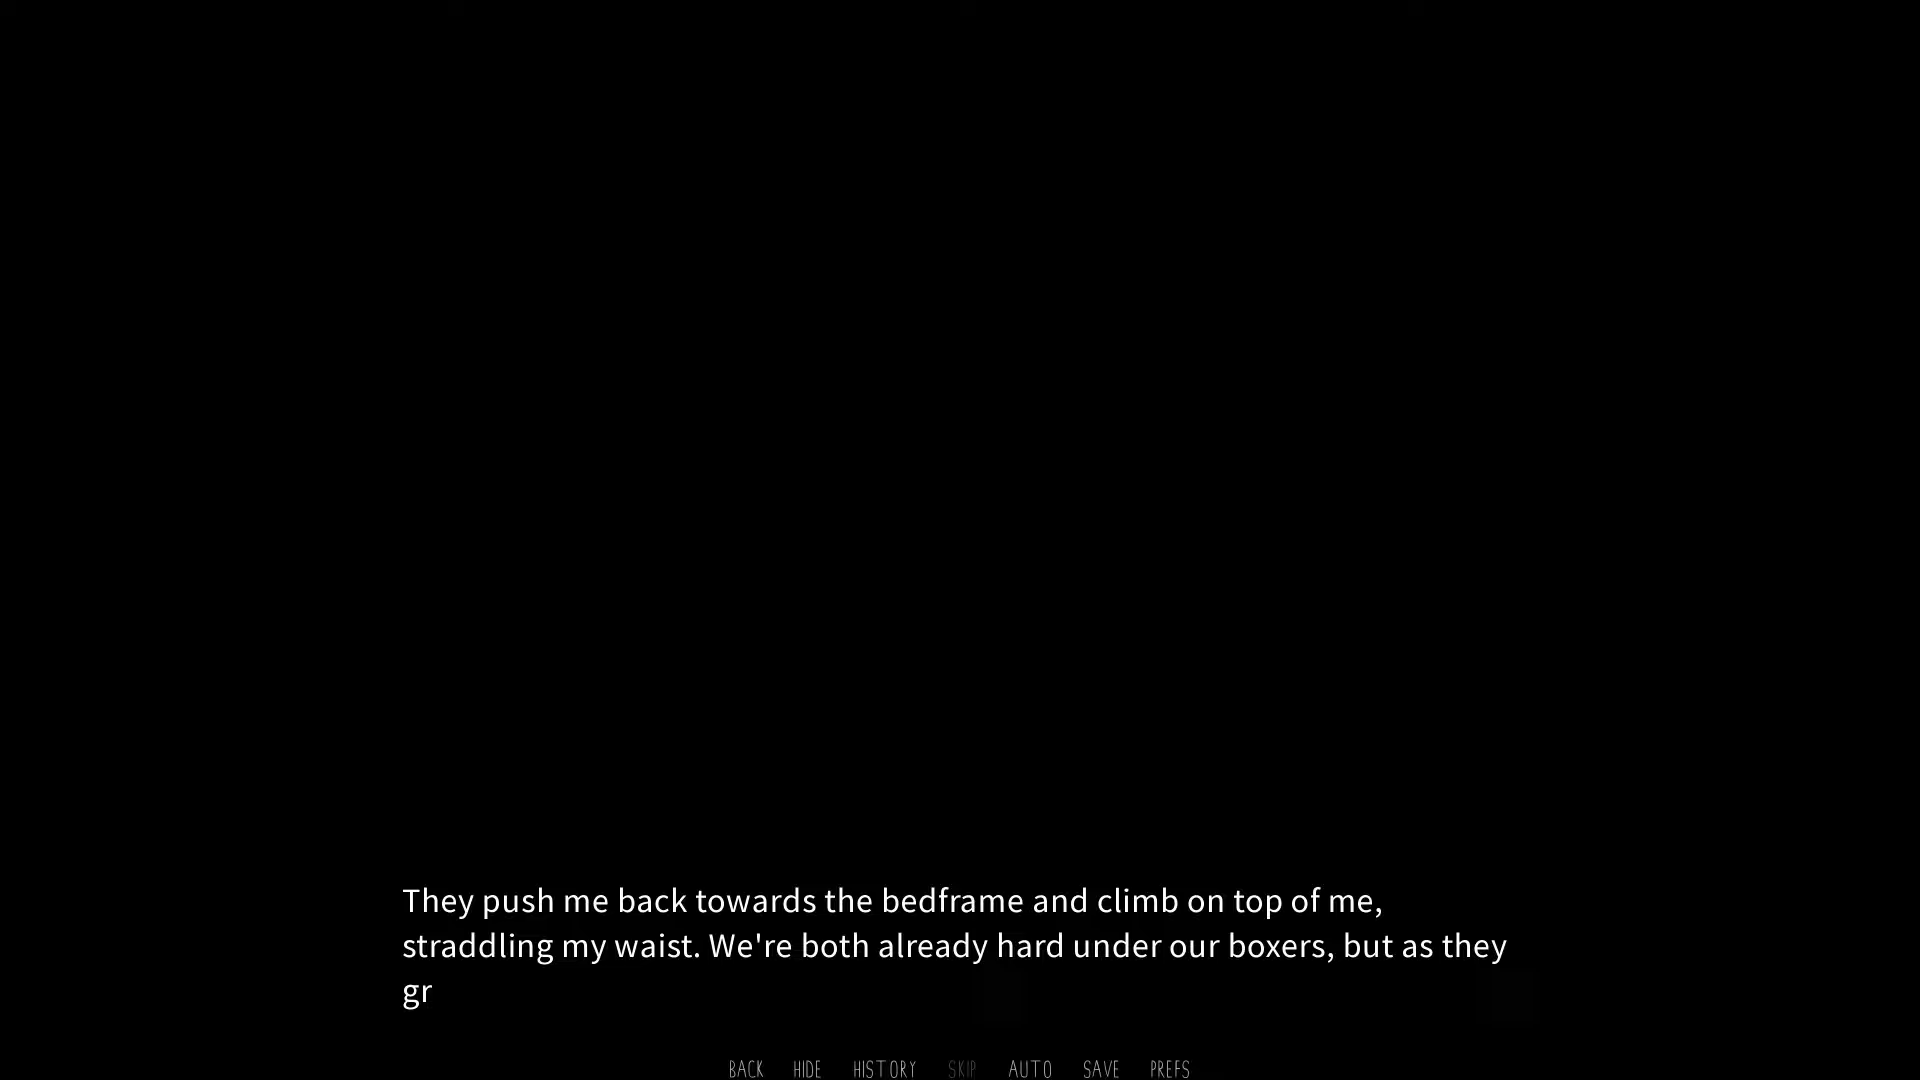 They push me back towards the bedframe and climb on top of me,
straddling my waist. We're both already hard under our boxers, but as they
gr
BACK HIDE HISTORY SKIP AUTO SAVE PREFS